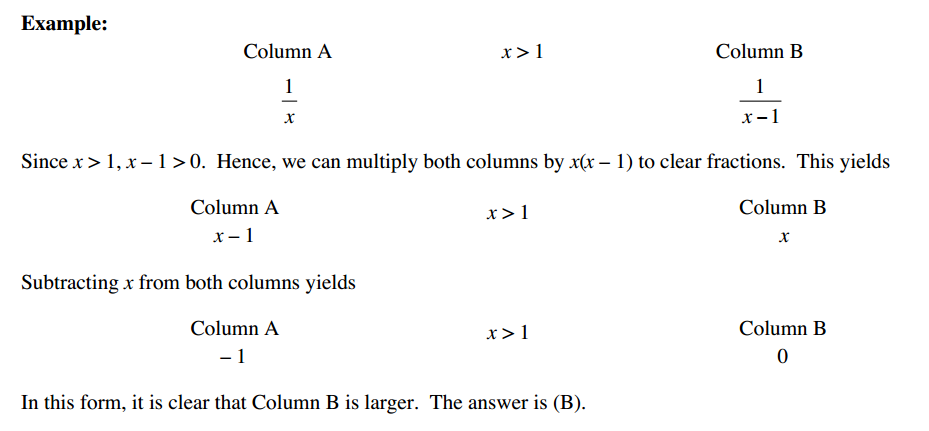 Example:
Column A x > 1 Column B
1 1
x x – 1
Since x > 1, x – 1 > 0. Hence, we can multiply both columns by x(x – 1) to clear fractions. This yields
Column A x > 1 Column B
x – 1 x
Subtracting x from both columns yields
Column A x > 1 Column B
– 1 0
In this form, it is clear that Column B is larger. The answer is (B).